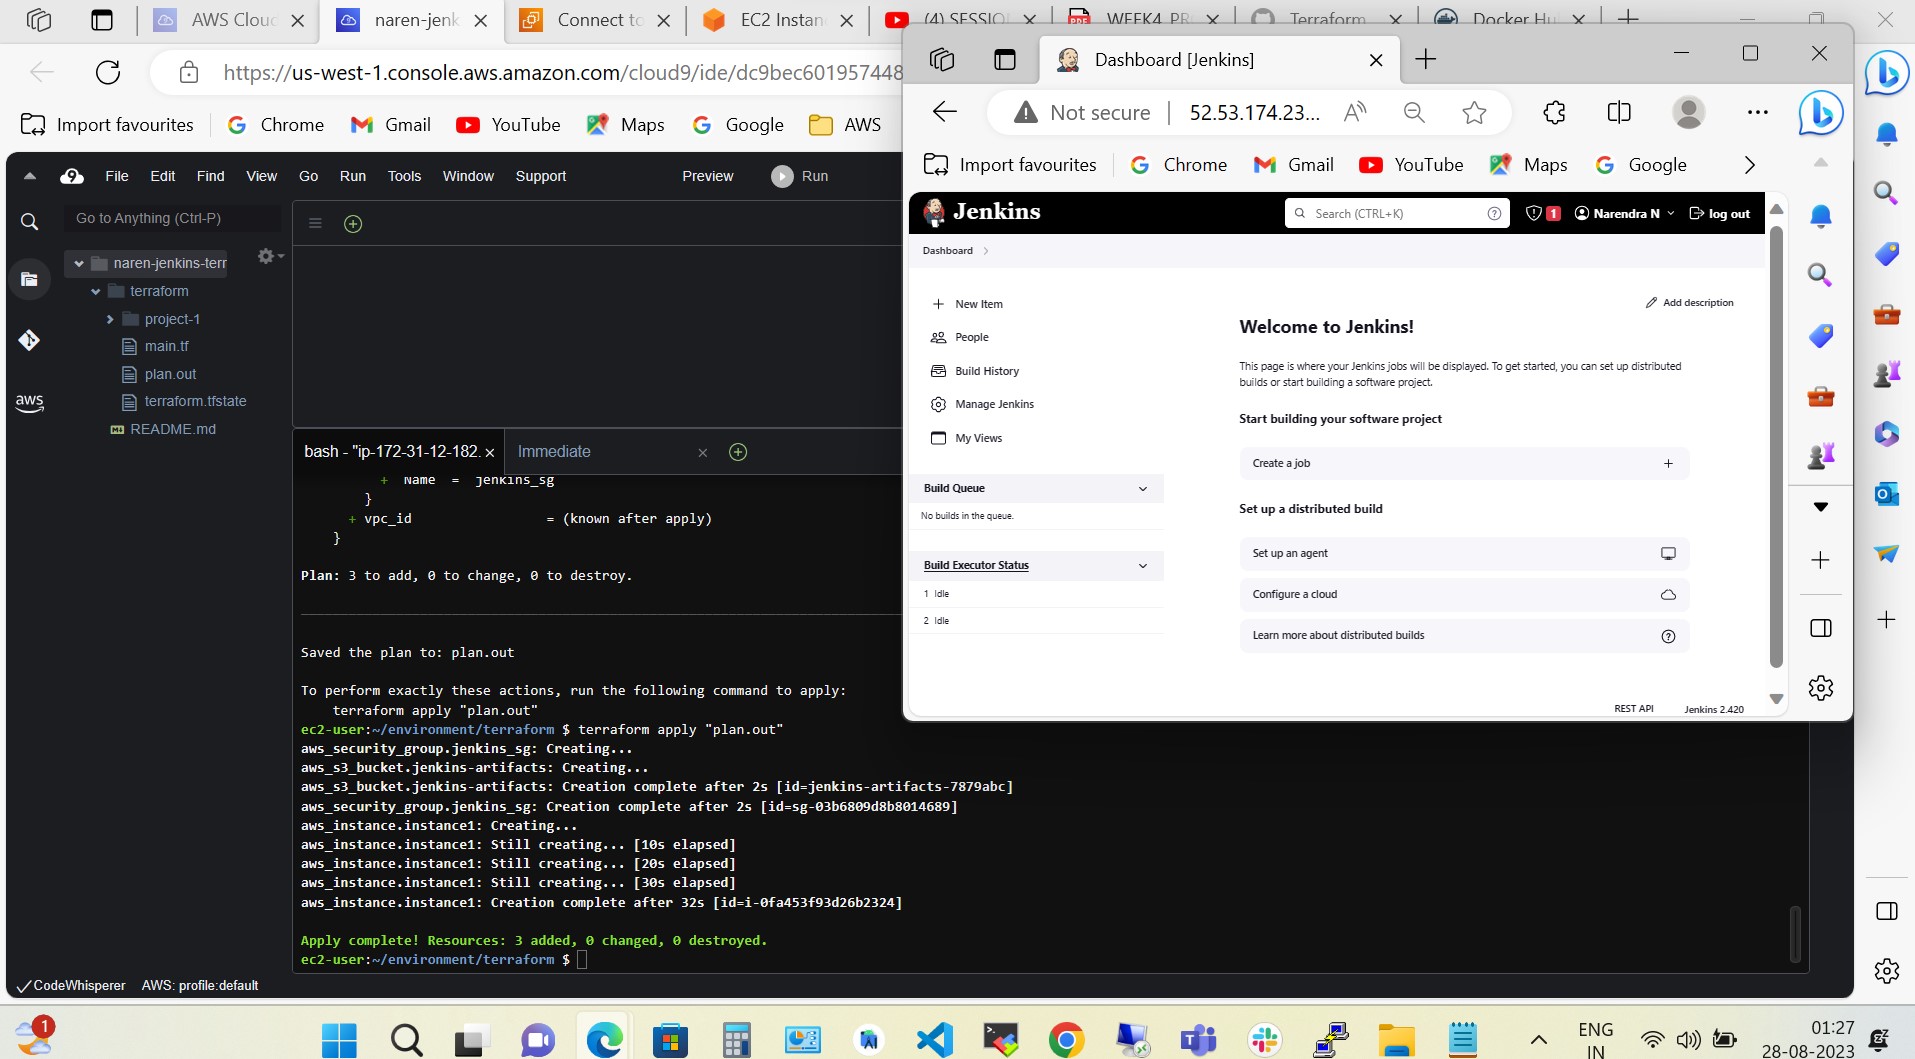 AWS Clou
naren-jenk
Connect to
EC2 Instan
(4) SESSIO
WEEK4_PR
Terraform
Docker Hu
https://us-west-1.console.aws.amazon.com/cloud9/ide/dc9bec601957448
Import favourites
Chrome
Gmail
YouTube
Maps
Google
AWS
File Edit Find View Go Run Tools Window Support
Preview
Run
Go to Anything (Ctrl-P)
naren-jenkins-terr
terraform
project-1
main.tf
plan.out
terraform.tfstate
README.md
aws
bash - "ip-172-31-12-182.
Immediate
+ Name = jenkins_sg
}
+ vpc_id = (known after apply)
}
Plan: 3 to add, 0 to change, 0 to destroy.
Saved the plan to: plan.out
To perform exactly these actions, run the following command to apply:
terraform apply "plan.out"
ec2-user:~/environment/terraform $ terraform apply "plan.out"
aws_security_group.jenkins_sg: Creating...
aws_s3_bucket.jenkins-artifacts: Creating...
aws_s3_bucket.jenkins-artifacts: Creation complete after 2s [id=jenkins-artifacts-7879abc]
aws_security_group.jenkins_sg: Creation complete after 2s [id=sg-03b6809d8b8014689]
aws_instance.instance1: Creating...
aws_instance.instance1: Still creating... [10s elapsed]
aws_instance.instance1: Still creating... [20s elapsed]
aws_instance.instance1: Still creating... [30s elapsed]
aws_instance.instance1: Creation complete after 32s [id=i-0fa453f93d26b2324]
Apply complete! Resources: 3 added, 0 changed, 0 destroyed.
ec2-user:~/environment/terraform $
CodeWhisperer AWS: profile:default
Dashboard [Jenkins]
Not secure
52.53.174.23...
Import favourites
Chrome
Gmail
YouTube
Maps
Google
Jenkins
Search (CTRL+K)
1
Narendra N
log out
Dashboard
New Item
People
Build History
Manage Jenkins
My Views
Build Queue
No builds in the queue.
Build Executor Status
1 Idle
2 Idle
Add description
Welcome to Jenkins!
This page is where your Jenkins jobs will be displayed. To get started, you can set up distributed
builds or start building a software project.
Start building your software project
Create a job
Set up a distributed build
Set up an agent
Configure a cloud
Learn more about distributed builds
REST API
Jenkins 2.420
1
ENG
IN
01:27
28-08-2023